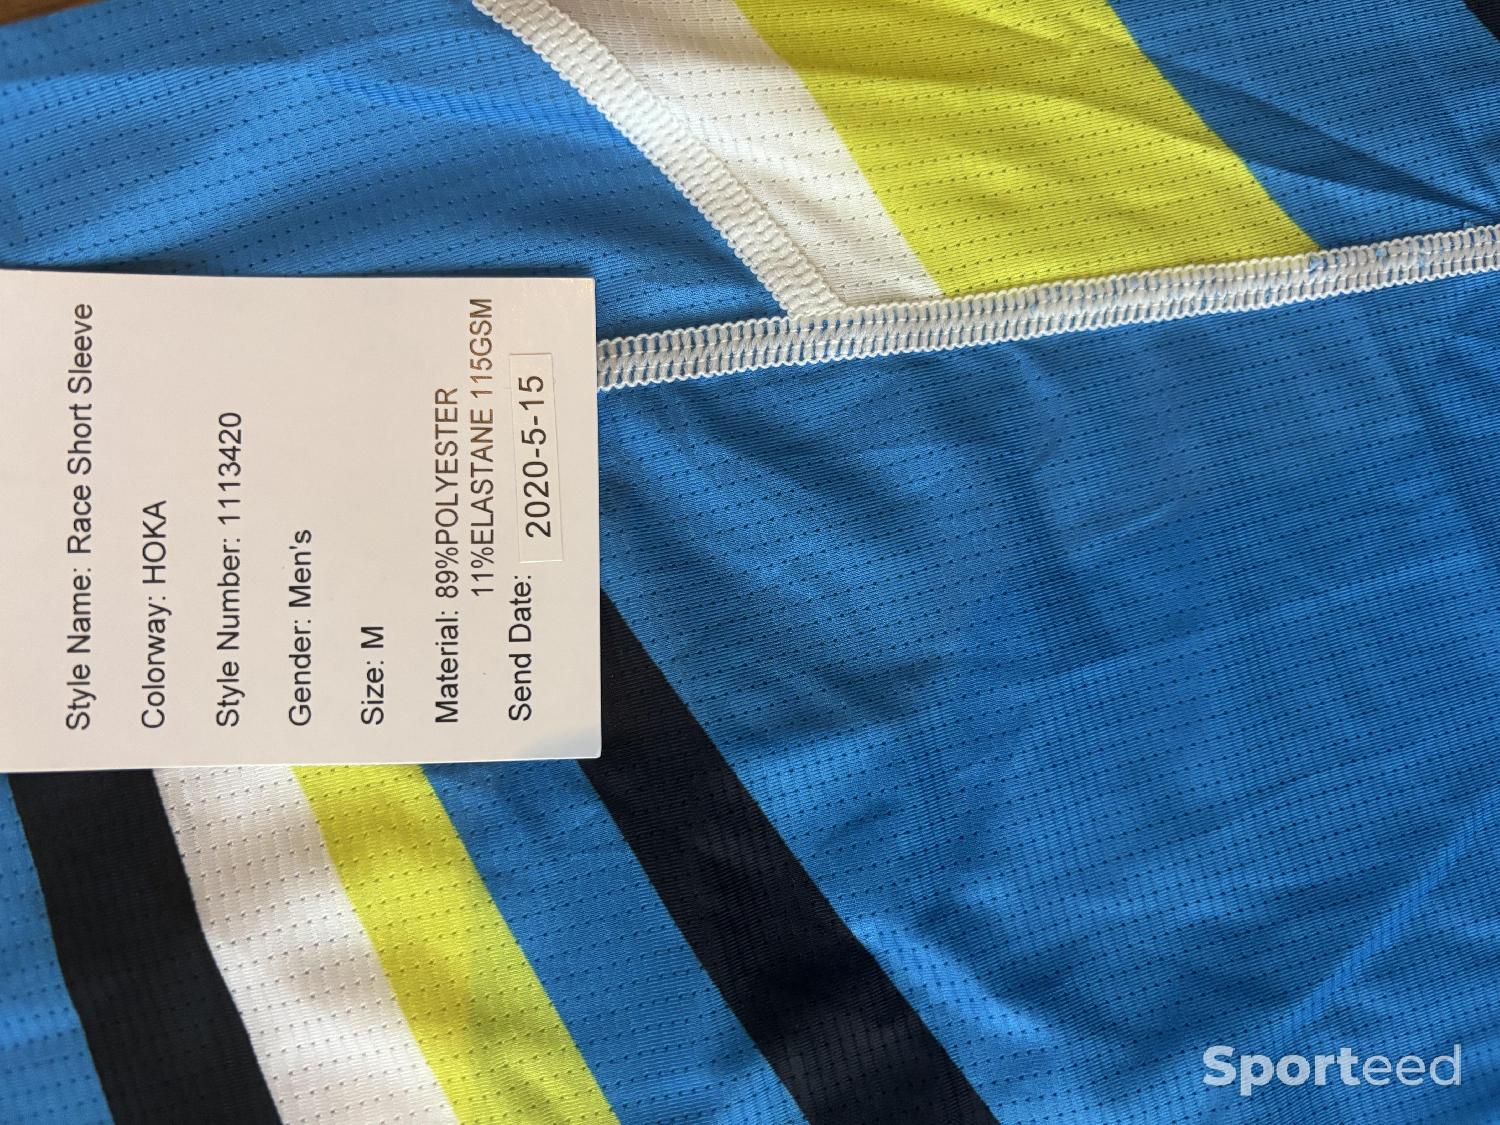 Style Name: Race Short Sleeve
Colorway: HOKA
Style Number: 1113420
Gender: Men's
Size: M
Material: 89%POLYESTER
11%ELASTANE 115GSM
Send Date: 2020-5-15
Sporteed